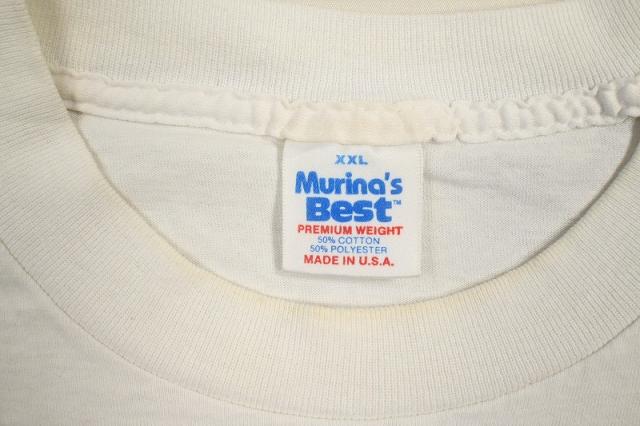 XXL
Murina's
Best™
PREMIUM WEIGHT
50% COTTON
50% POLYESTER
MADE IN U.S.A.